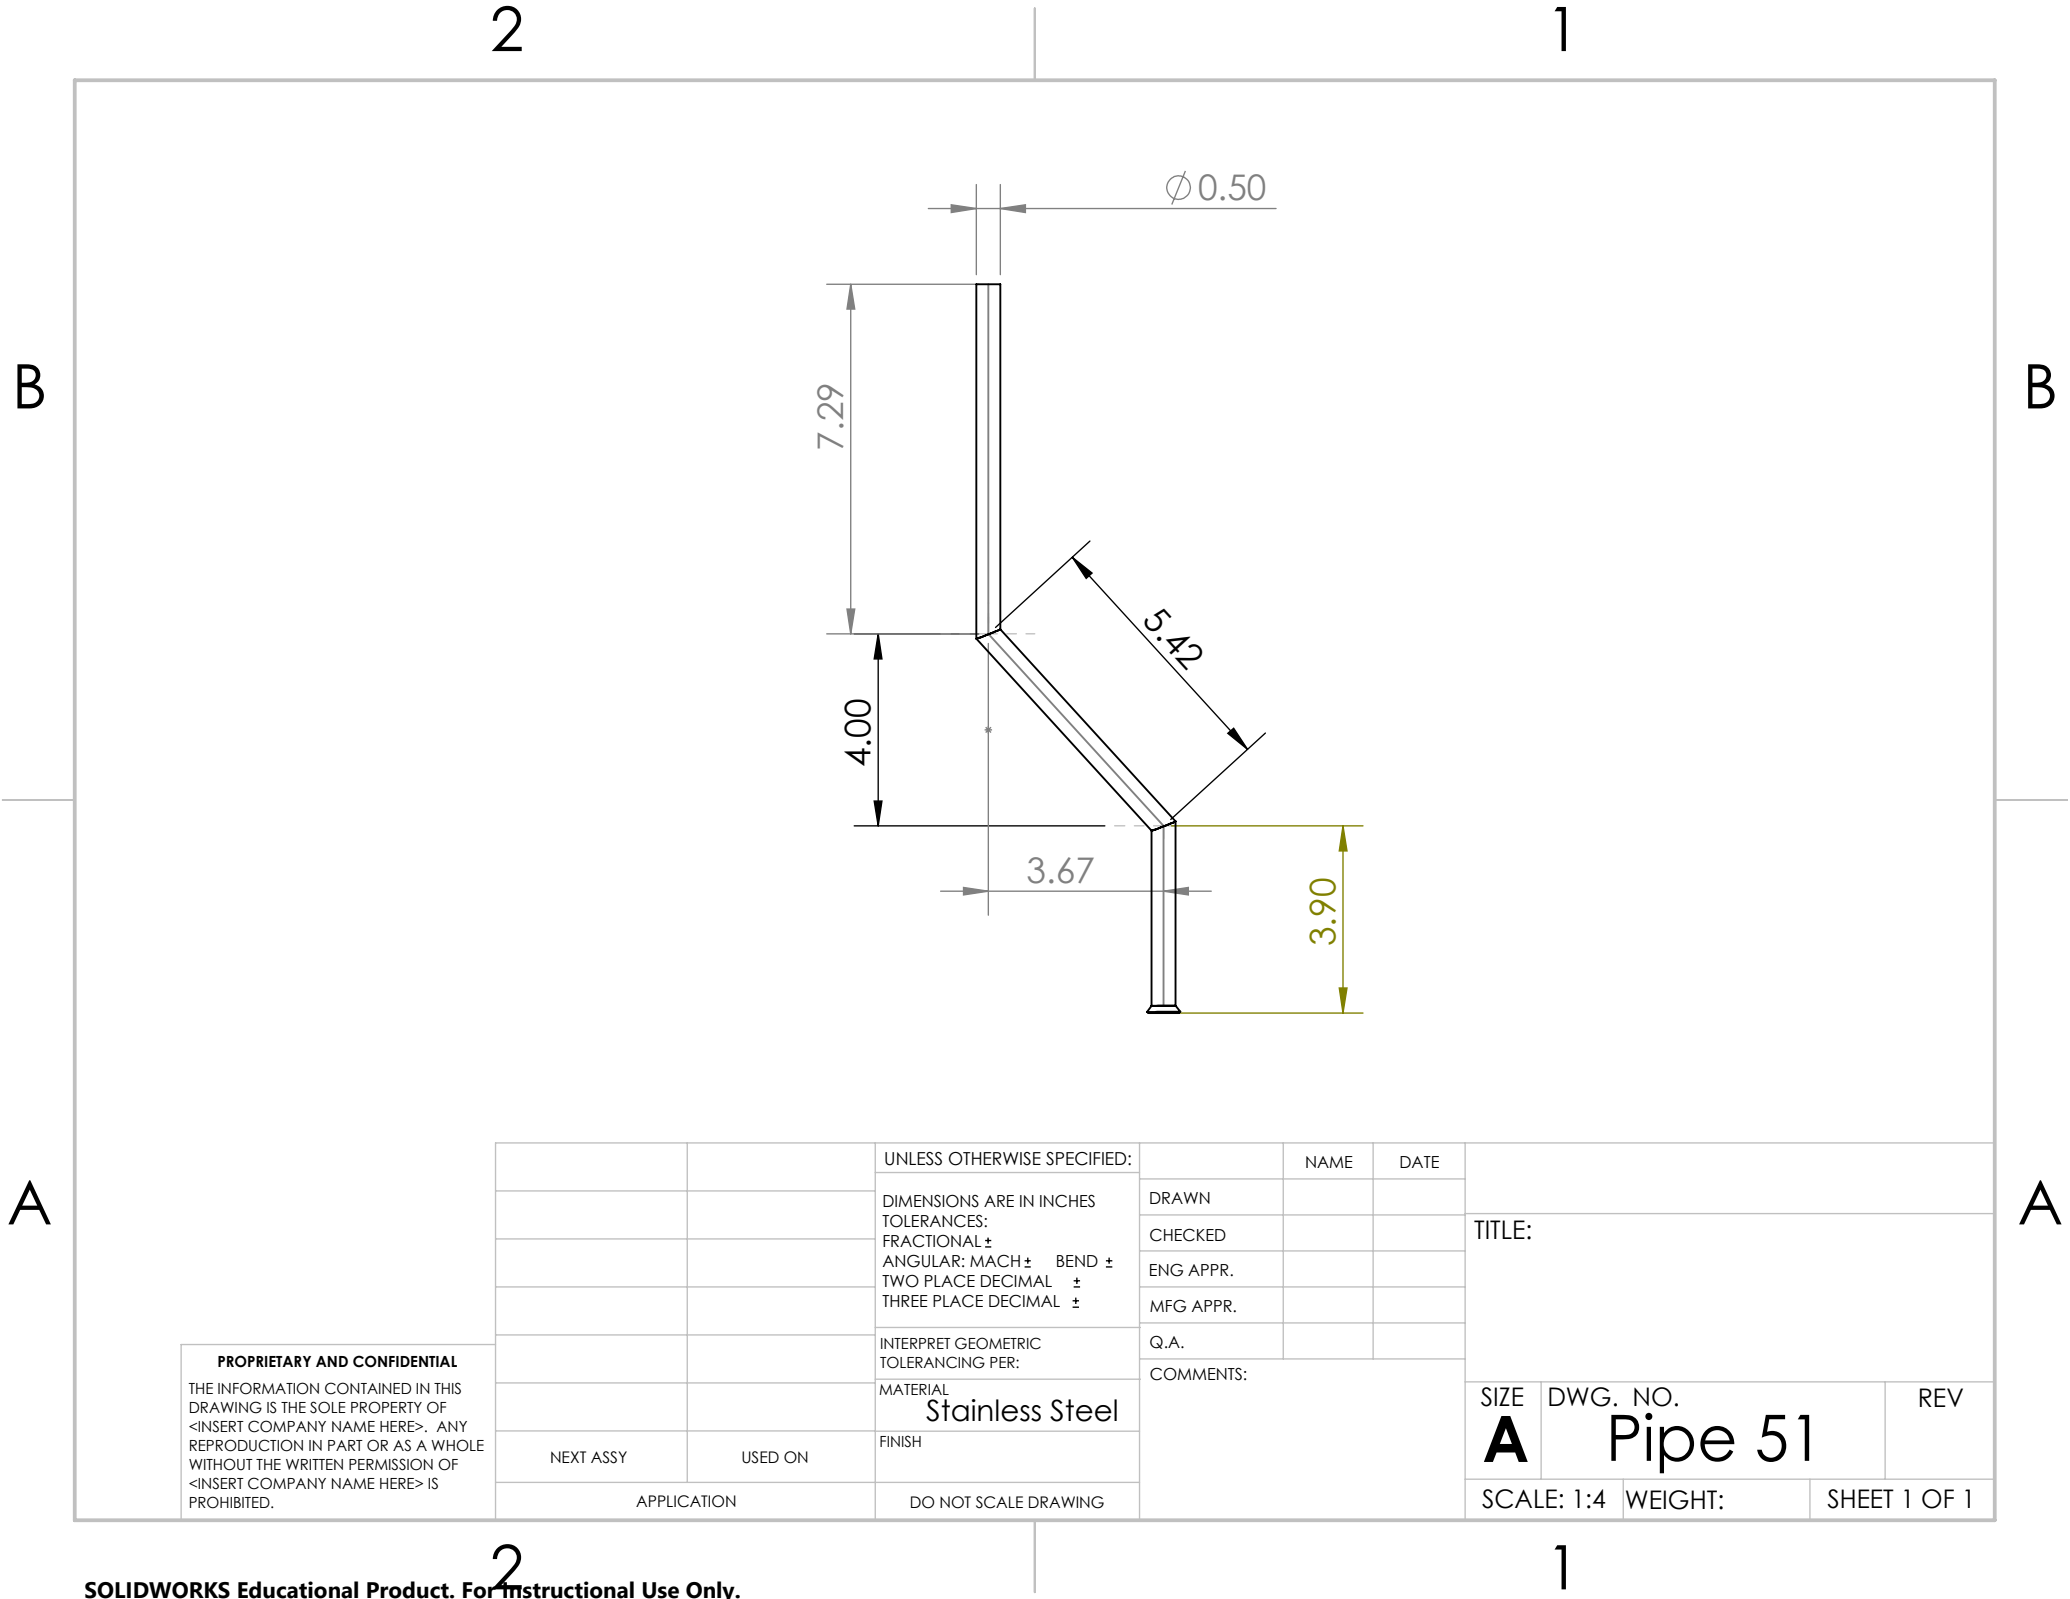 2
1
B
B
A
A
⌀0.50
7.29
5.42
4.00
3.67
3.90
UNLESS OTHERWISE SPECIFIED:
DIMENSIONS ARE IN INCHES
TOLERANCES:
FRACTIONAL ±
ANGULAR: MACH ± BEND ±
TWO PLACE DECIMAL ±
THREE PLACE DECIMAL ±
INTERPRET GEOMETRIC
TOLERANCING PER:
MATERIAL
Stainless Steel
FINISH
DO NOT SCALE DRAWING
NAME DATE
DRAWN
CHECKED
ENG APPR.
MFG APPR.
Q.A.
COMMENTS:
TITLE:
SIZE
A
DWG. NO.
Pipe 51
REV
SCALE: 1:4
WEIGHT:
SHEET 1 OF 1
PROPRIETARY AND CONFIDENTIAL
THE INFORMATION CONTAINED IN THIS
DRAWING IS THE SOLE PROPERTY OF
<INSERT COMPANY NAME HERE>. ANY
REPRODUCTION IN PART OR AS A WHOLE
WITHOUT THE WRITTEN PERMISSION OF
<INSERT COMPANY NAME HERE> IS
PROHIBITED.
NEXT ASSY
USED ON
APPLICATION
2
1
SOLIDWORKS Educational Product. For Instructional Use Only.